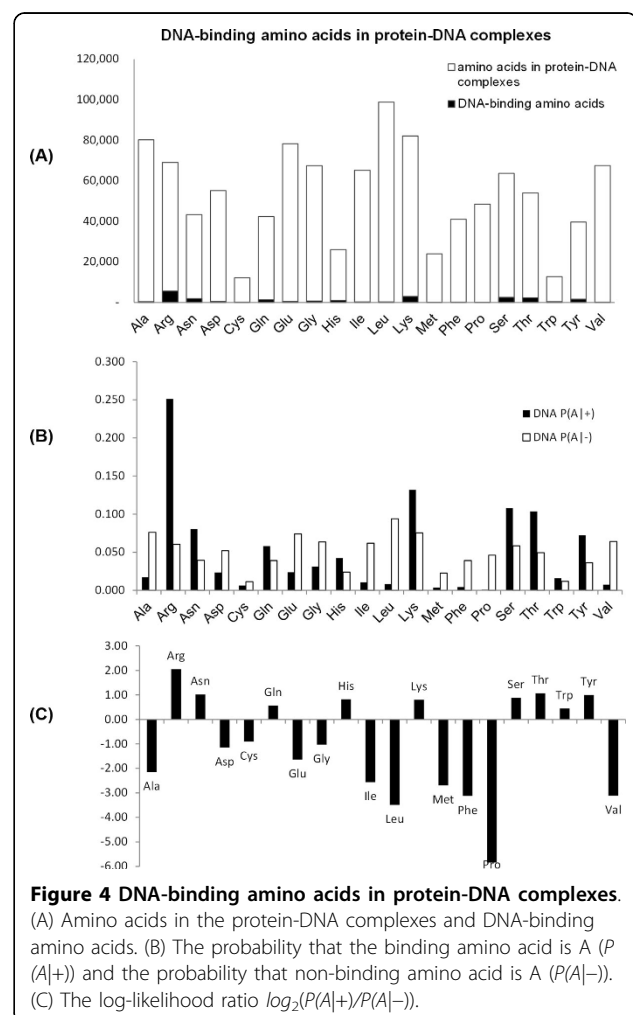 DNA-binding amino acids in protein-DNA complexes
120,000
100,000
80,000
60,000
40,000
20,000
-
amino acids in protein-DNA
complexes
DNA-binding amino acids
(A)
Ala Arg Asn Asp Cys Gln Glu Gly His Ile Leu Lys Met Phe Pro Ser Thr Trp Tyr Val
0.300
0.250
0.200
0.150
0.100
0.050
0.000
DNA P(A|+)
DNA P(A|-)
(B)
Ala Arg Asn Asp Cys Gln Glu Gly His Ile Leu Lys Met Phe Pro Ser Thr Trp Tyr Val
3.00
2.00
1.00
0.00
-1.00
-2.00
-3.00
-4.00
-5.00
-6.00
(C)
Ala Arg Asn Asp Cys Gln Glu Gly His Ile Leu Lys Met Phe Pro Ser Thr Trp Tyr Val
Figure 4 DNA-binding amino acids in protein-DNA complexes.
(A) Amino acids in the protein-DNA complexes and DNA-binding
amino acids. (B) The probability that the binding amino acid is A (P
(A|+)) and the probability that non-binding amino acid is A (P(A|−)).
(C) The log-likelihood ratio log₂(P(A|+)/P(A|−)).